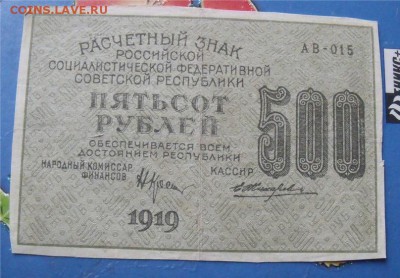 COINS.LAVE.RU
РАСЧЕТНЫЙ ЗНАК
РОССИЙСКОЙ
СОЦИАЛИСТИЧЕСКОЙ ФЕДЕРАТИВНОЙ
СОВЕТСКОЙ РЕСПУБЛИКИ
АВ-015
ПЯТЬСОТ
РУБЛЕЙ
500
ОБЕСПЕЧИВАЕТСЯ ВСЕМ
ДОСТОЯНИЕМ РЕСПУБЛИКИ
НАРОДНЫЙ КОМИССАР
ФИНАНСОВ
КАССИР
1919